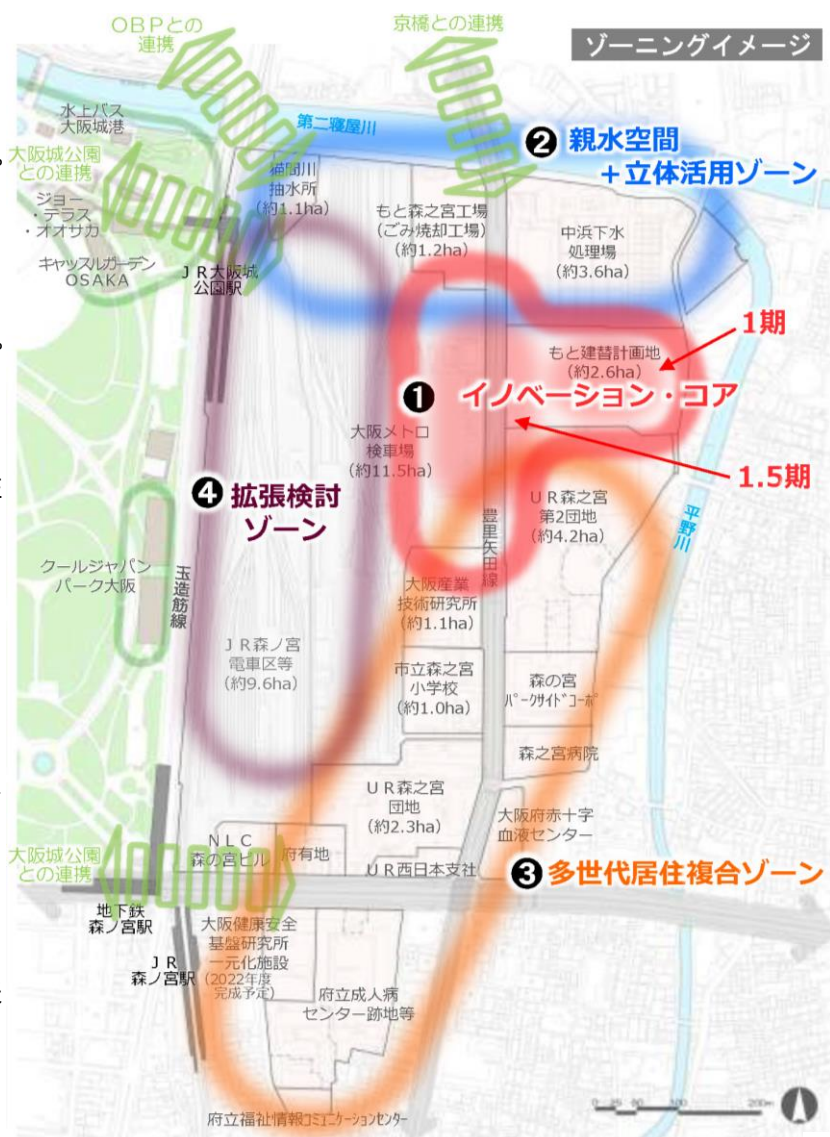 ゾーニングイメージ
OBPとの
連携
京橋との連携
水上バス
大阪城港
第二寝屋川
❷ 親水空間
+立体活用ゾーン
大阪城公園
との連携
猫間川
抽水所
(約1.1ha)
ジョー
・テラス
・オオサカ
もと森之宮工場
(ごみ焼却工場)
(約1.2ha)
中浜下水
処理場
(約3.6ha)
キャッスルガーデン
OSAKA
JR大阪城
公園駅
1期
もと建替計画地
(約2.6ha)
❶ イノベーション・コア
大阪メトロ
検車場
(約11.5ha)
1.5期
❹ 拡張検討
ゾーン
UR森之宮
第2団地
(約4.2ha)
豊里矢田線
平野川
クールジャパン
パーク大阪
玉造筋線
大阪産業
技術研究所
(約1.1ha)
JR森ノ宮
電車区等
(約9.6ha)
市立森之宮
小学校
(約1.0ha)
森の宮
パークサイドコーポ
森之宮病院
UR森之宮
団地
(約2.3ha)
大阪府赤十字
血液センター
大阪城公園
との連携
NLC
森の宮ビル
府有地
UR西日本支社
❸ 多世代居住複合ゾーン
地下鉄
森ノ宮駅
大阪健康安全
基盤研究所
一元化施設
(2022年度
完成予定)
JR
森ノ宮駅
府立成人病
センター跡地等
府立福祉情報コミュニケーションセンター
0 25 50 100 200m